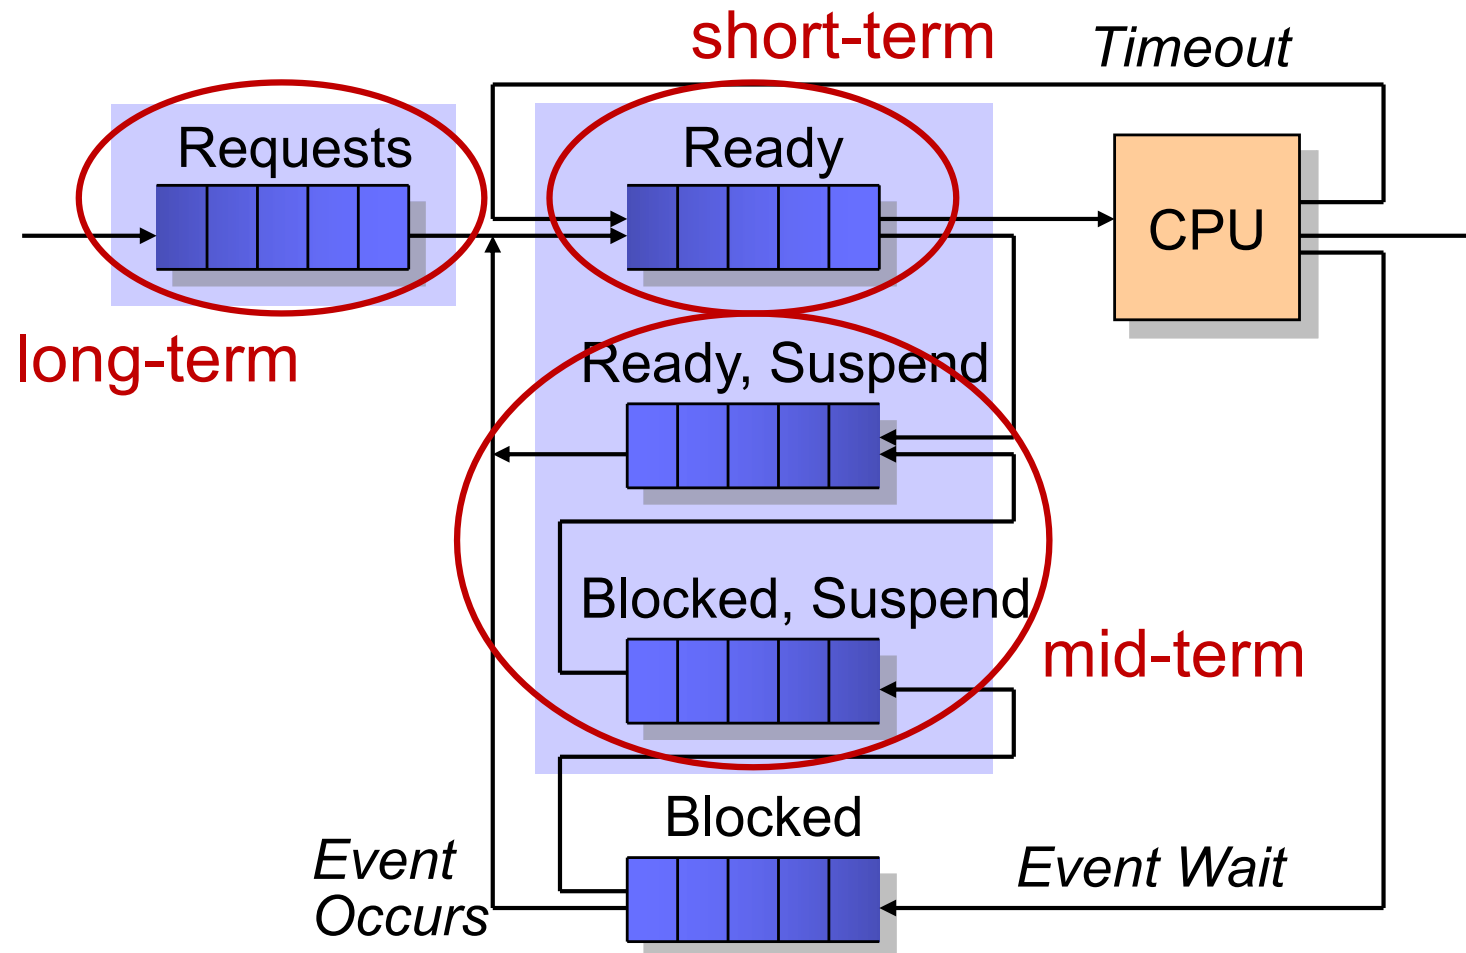 short-term
Timeout
Requests
Ready
CPU
long-term
Ready, Suspend
Blocked, Suspend
mid-term
Blocked
Event
Occurs
Event Wait